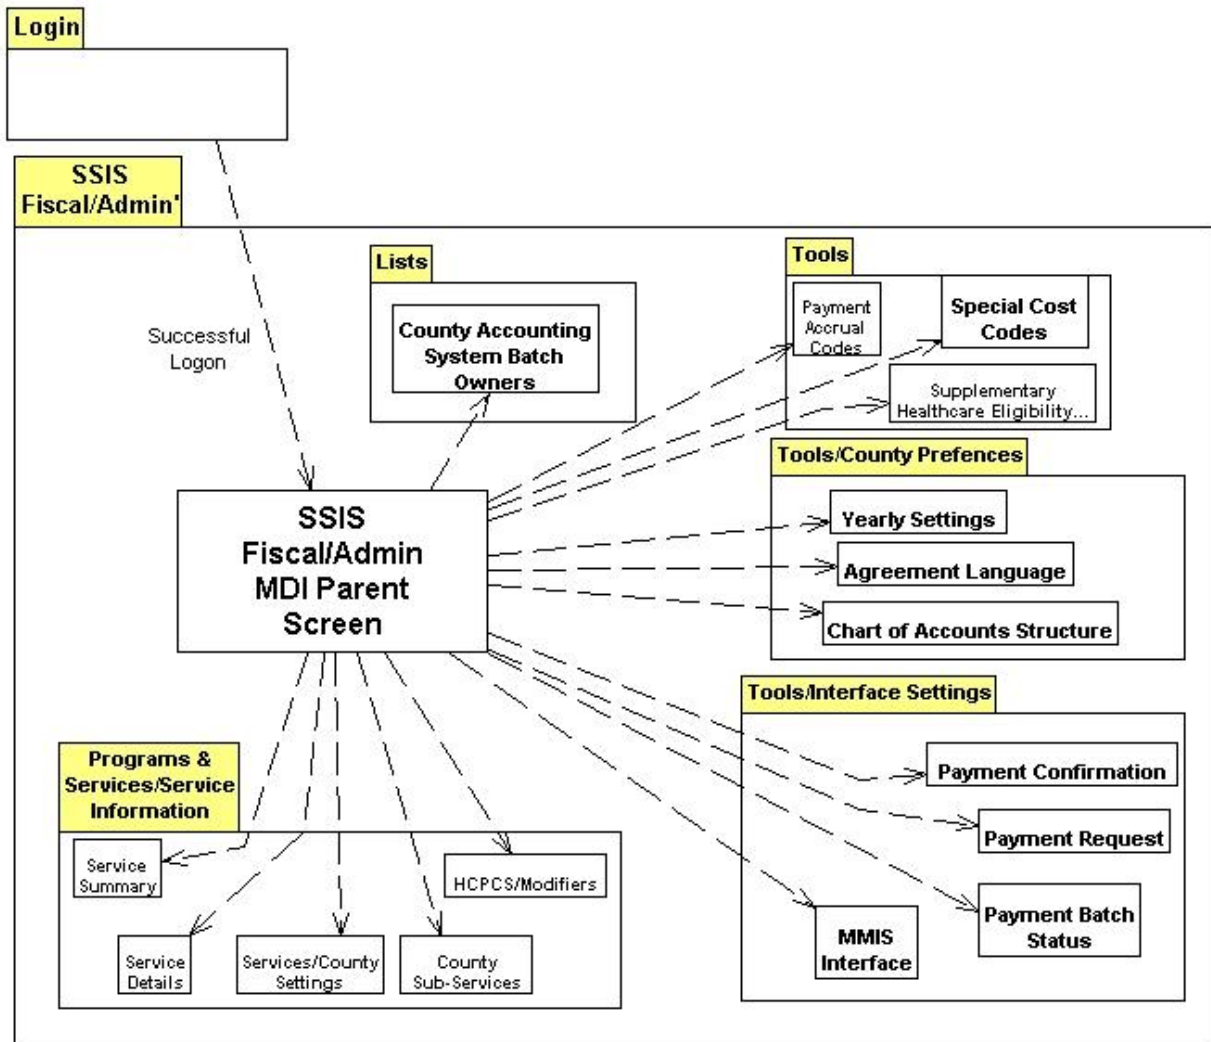 Login
SSIS
Fiscal/Admin'
Successful
Logon
Lists
County Accounting
System Batch
Owners
Tools
Payment
Accrual
Codes
Special Cost
Codes
Supplementary
Healthcare Eligibility...
Tools/County Prefences
Yearly Settings
Agreement Language
Chart of Accounts Structure
SSIS
Fiscal/Admin
MDI Parent
Screen
Tools/Interface Settings
Payment Confirmation
Payment Request
Payment Batch
Status
MMIS
Interface
Programs &
Services/Service
Information
Service
Summary
HCPCS/Modifiers
Service
Details
Services/County
Settings
County
Sub-Services